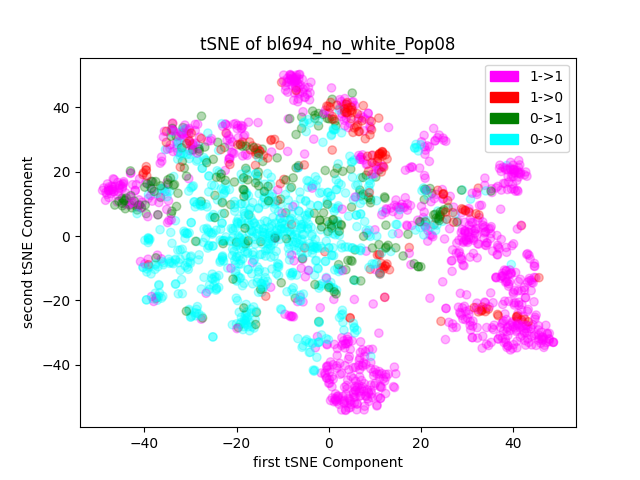 tSNE of bl694_no_white_Pop08
1->1
1->0
0->1
0->0
second tSNE Component
40
20
0
−20
−40
−40 −20 0 20 40
first tSNE Component